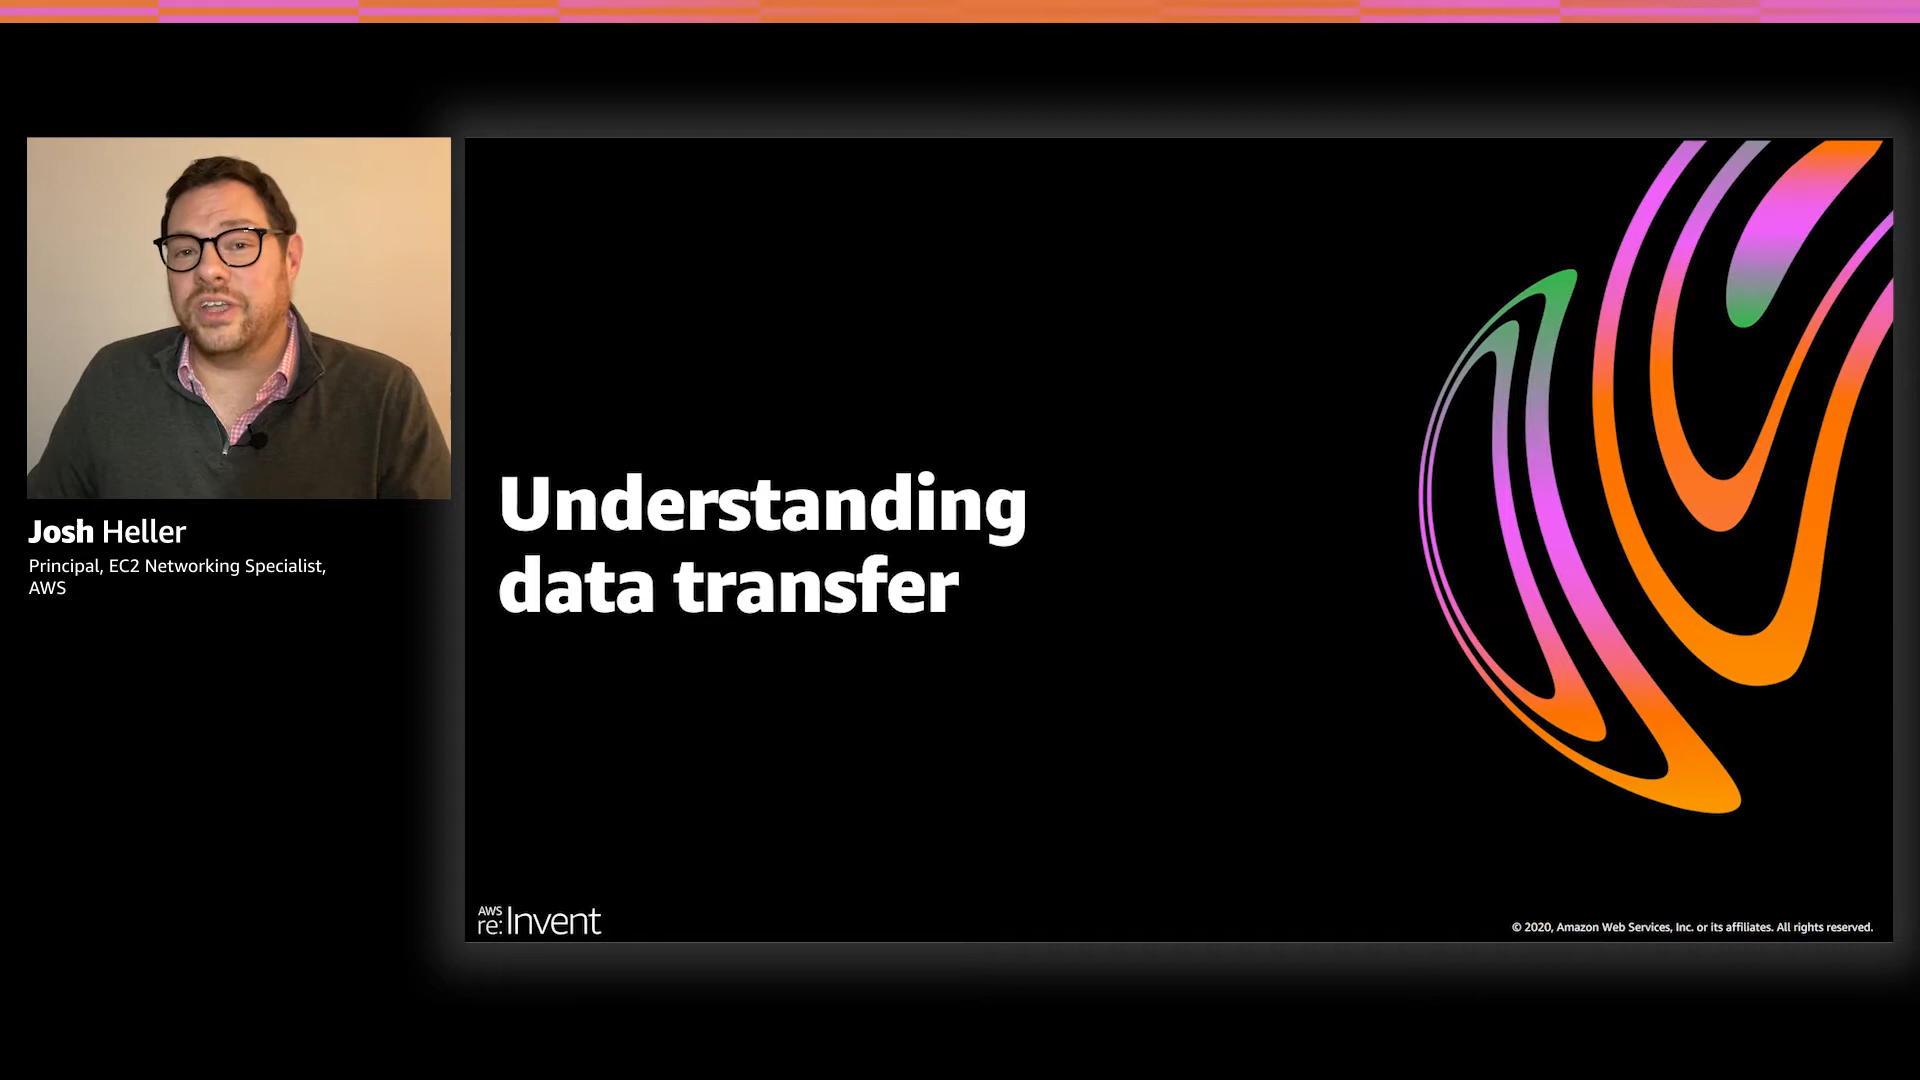 Josh Heller
Principal, EC2 Networking Specialist,
AWS
Understanding
data transfer
AWS
re:Invent
© 2020, Amazon Web Services, Inc. or its affiliates. All rights reserved.